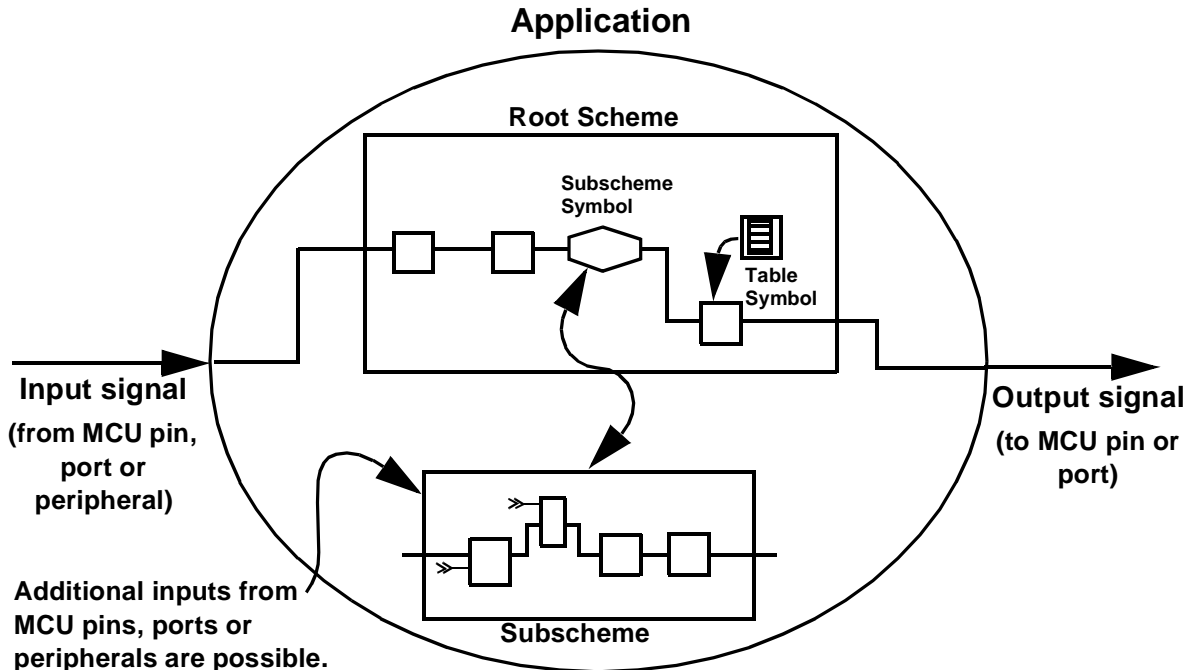 Application
Root Scheme
Subscheme
Symbol
Table
Symbol
Input signal
(from MCU pin,
port or
peripheral)
Output signal
(to MCU pin or
port)
Additional inputs from
MCU pins, ports or
peripherals are possible.
Subscheme